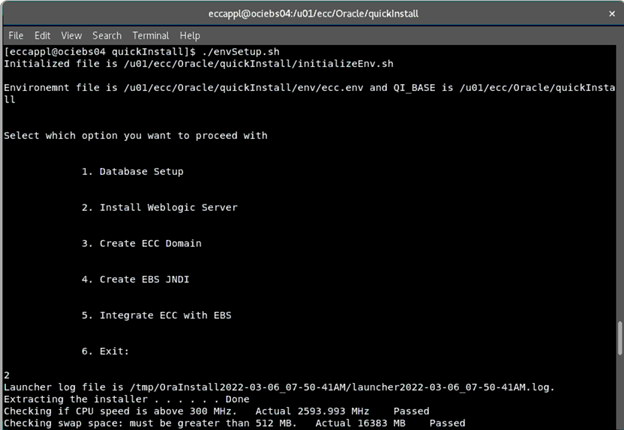 eccappl@ociebs04:/u01/ecc/Oracle/quickInstall
×
File Edit View Search Terminal Help
[eccappl@ociebs04 quickInstall]$ ./envSetup.sh
Initialized file is /u01/ecc/Oracle/quickInstall/initializeEnv.sh
Environemnt file is /u01/ecc/Oracle/quickInstall/env/ecc.env and QI_BASE is /u01/ecc/Oracle/quickInsta
ll
Select which option you want to proceed with
1. Database Setup
2. Install Weblogic Server
3. Create ECC Domain
4. Create EBS JNDI
5. Integrate ECC with EBS
6. Exit:
2
Launcher log file is /tmp/OraInstall2022-03-06_07-50-41AM/launcher2022-03-06_07-50-41AM.log.
Extracting the installer . . . . . . Done
Checking if CPU speed is above 300 MHz.   Actual 2593.993 MHz    Passed
Checking swap space: must be greater than 512 MB.   Actual 16383 MB    Passed